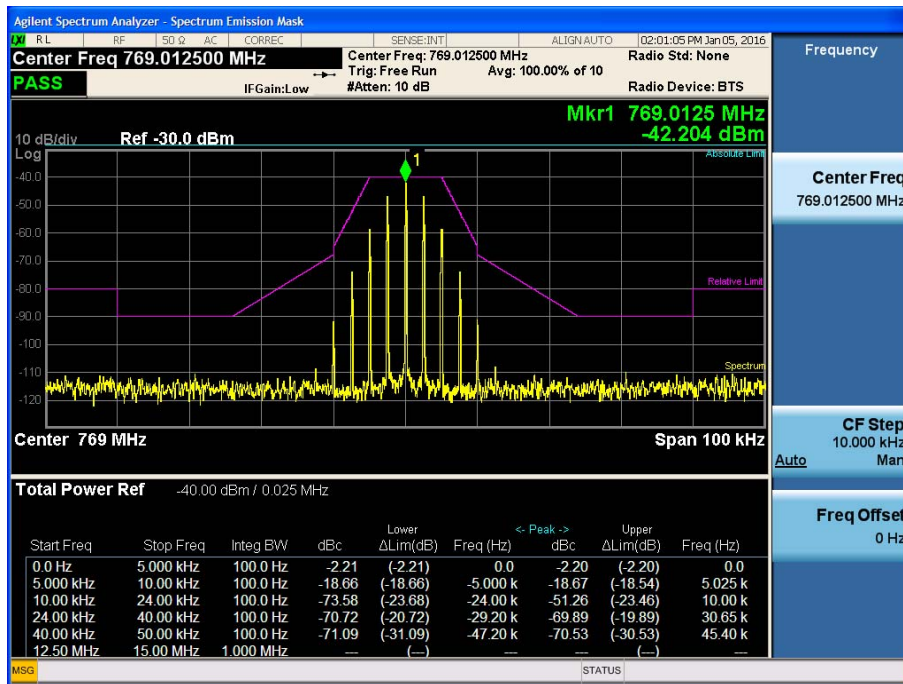 Agilent Spectrum Analyzer - Spectrum Emission Mask
LXI RL RF 50 Ω AC CORREC SENSE:INT ALIGN AUTO 02:01:05 PM Jan 05, 2016
Center Freq 769.012500 MHz Center Freq: 769.012500 MHz Radio Std: None
Trig: Free Run Avg: 100.00% of 10
PASS IFGain:Low #Atten: 10 dB Radio Device: BTS
Mkr1 769.0125 MHz
-42.204 dBm
10 dB/div Ref -30.0 dBm
Log
Absolute Limit
1
-40.0
-50.0
-60.0
-70.0
Relative Limit
-80.0
-90.0
-100
Spectrum
-110
-120
Center 769 MHz Span 100 kHz
Total Power Ref -40.00 dBm / 0.025 MHz
Lower <- Peak -> Upper
Start Freq Stop Freq Integ BW dBc ΔLim(dB) Freq (Hz) dBc ΔLim(dB) Freq (Hz)
0.0 Hz 5.000 kHz 100.0 Hz -2.21 (-2.21) 0.0 -2.20 (-2.20) 0.0
5.000 kHz 10.00 kHz 100.0 Hz -18.66 (-18.66) -5.000 k -18.67 (-18.54) 5.025 k
10.00 kHz 24.00 kHz 100.0 Hz -73.58 (-23.68) -24.00 k -51.26 (-23.46) 10.00 k
24.00 kHz 40.00 kHz 100.0 Hz -70.72 (-20.72) -29.20 k -69.89 (-19.89) 30.65 k
40.00 kHz 50.00 kHz 100.0 Hz -71.09 (-31.09) -47.20 k -70.53 (-30.53) 45.40 k
12.50 MHz 15.00 MHz 1.000 MHz --- (---) --- --- (---) ---
MSG STATUS
Frequency
Center Freq
769.012500 MHz
CF Step
10.000 kHz
Auto Man
Freq Offset
0 Hz